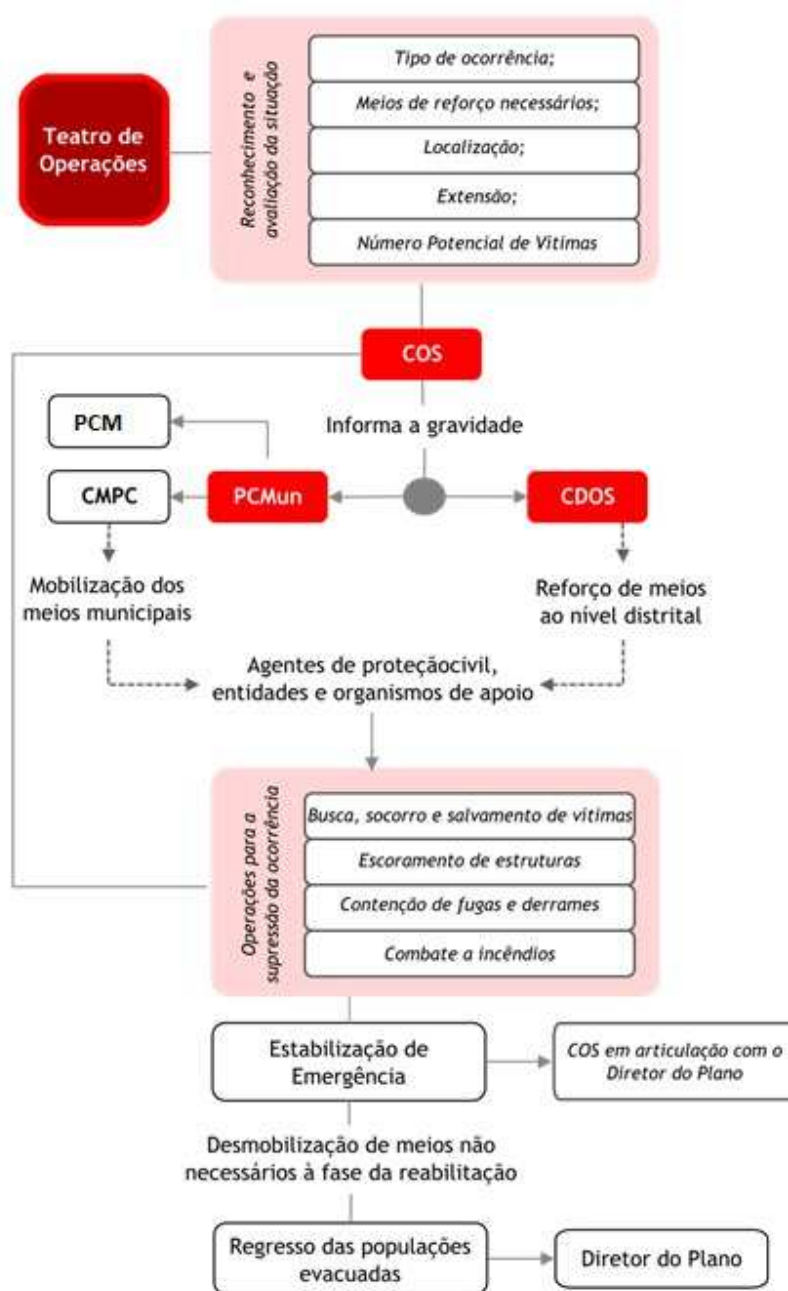 Teatro de
Operações
Reconhecimento e
avaliação da situação
Tipo de ocorrência;
Meios de reforço necessários;
Localização;
Extensão;
Número Potencial de Vítimas
COS
Informa a gravidade
PCM
CMPC
PCMun
CDOS
Mobilização dos
meios municipais
Reforço de meios
ao nível distrital
Agentes de proteçãocivil,
entidades e organismos de apoio
Operações para a
supressão da ocorrência
Busca, socorro e salvamento de vítimas
Escoramento de estruturas
Contenção de fugas e derrames
Combate a incêndios
Estabilização de
Emergência
COS em articulação com o
Diretor do Plano
Desmobilização de meios não
necessários à fase da reabilitação
Regresso das populações
evacuadas
Diretor do Plano